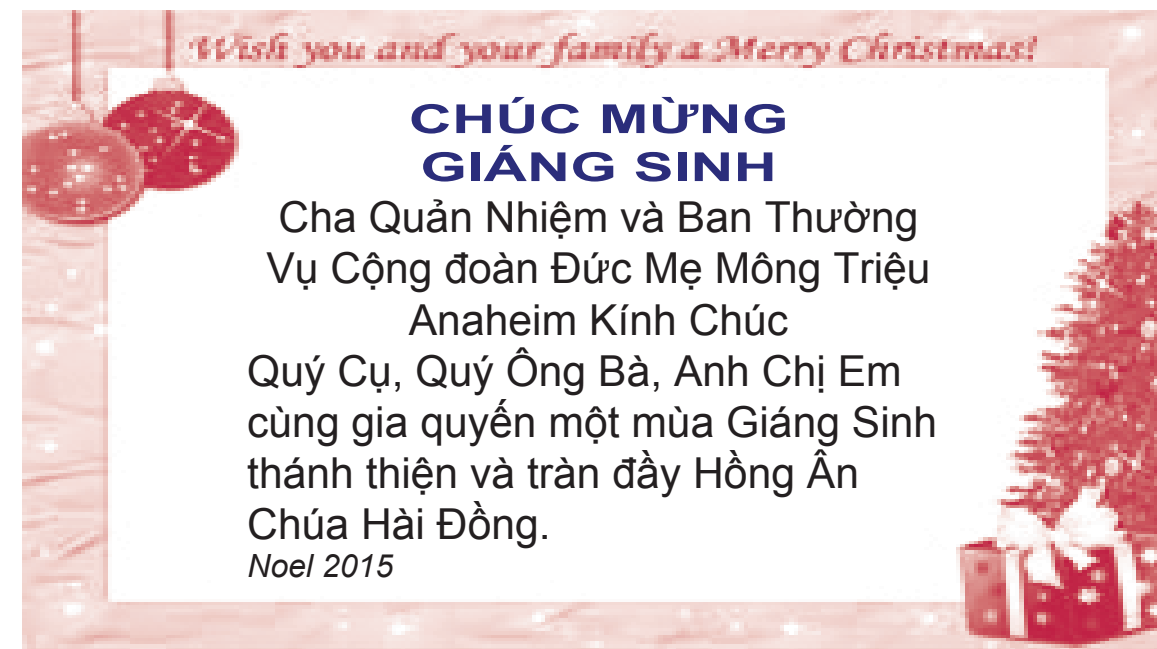 Wish you and your family a Merry Christmas!
CHÚC MỪNG
GIÁNG SINH
Cha Quản Nhiệm và Ban Thường
Vụ Cộng đoàn Đức Mẹ Mông Triệu
Anaheim Kính Chúc
Quý Cụ, Quý Ông Bà, Anh Chị Em
cùng gia quyến một mùa Giáng Sinh
thánh thiện và tràn đầy Hồng Ân
Chúa Hài Đồng.
Noel 2015